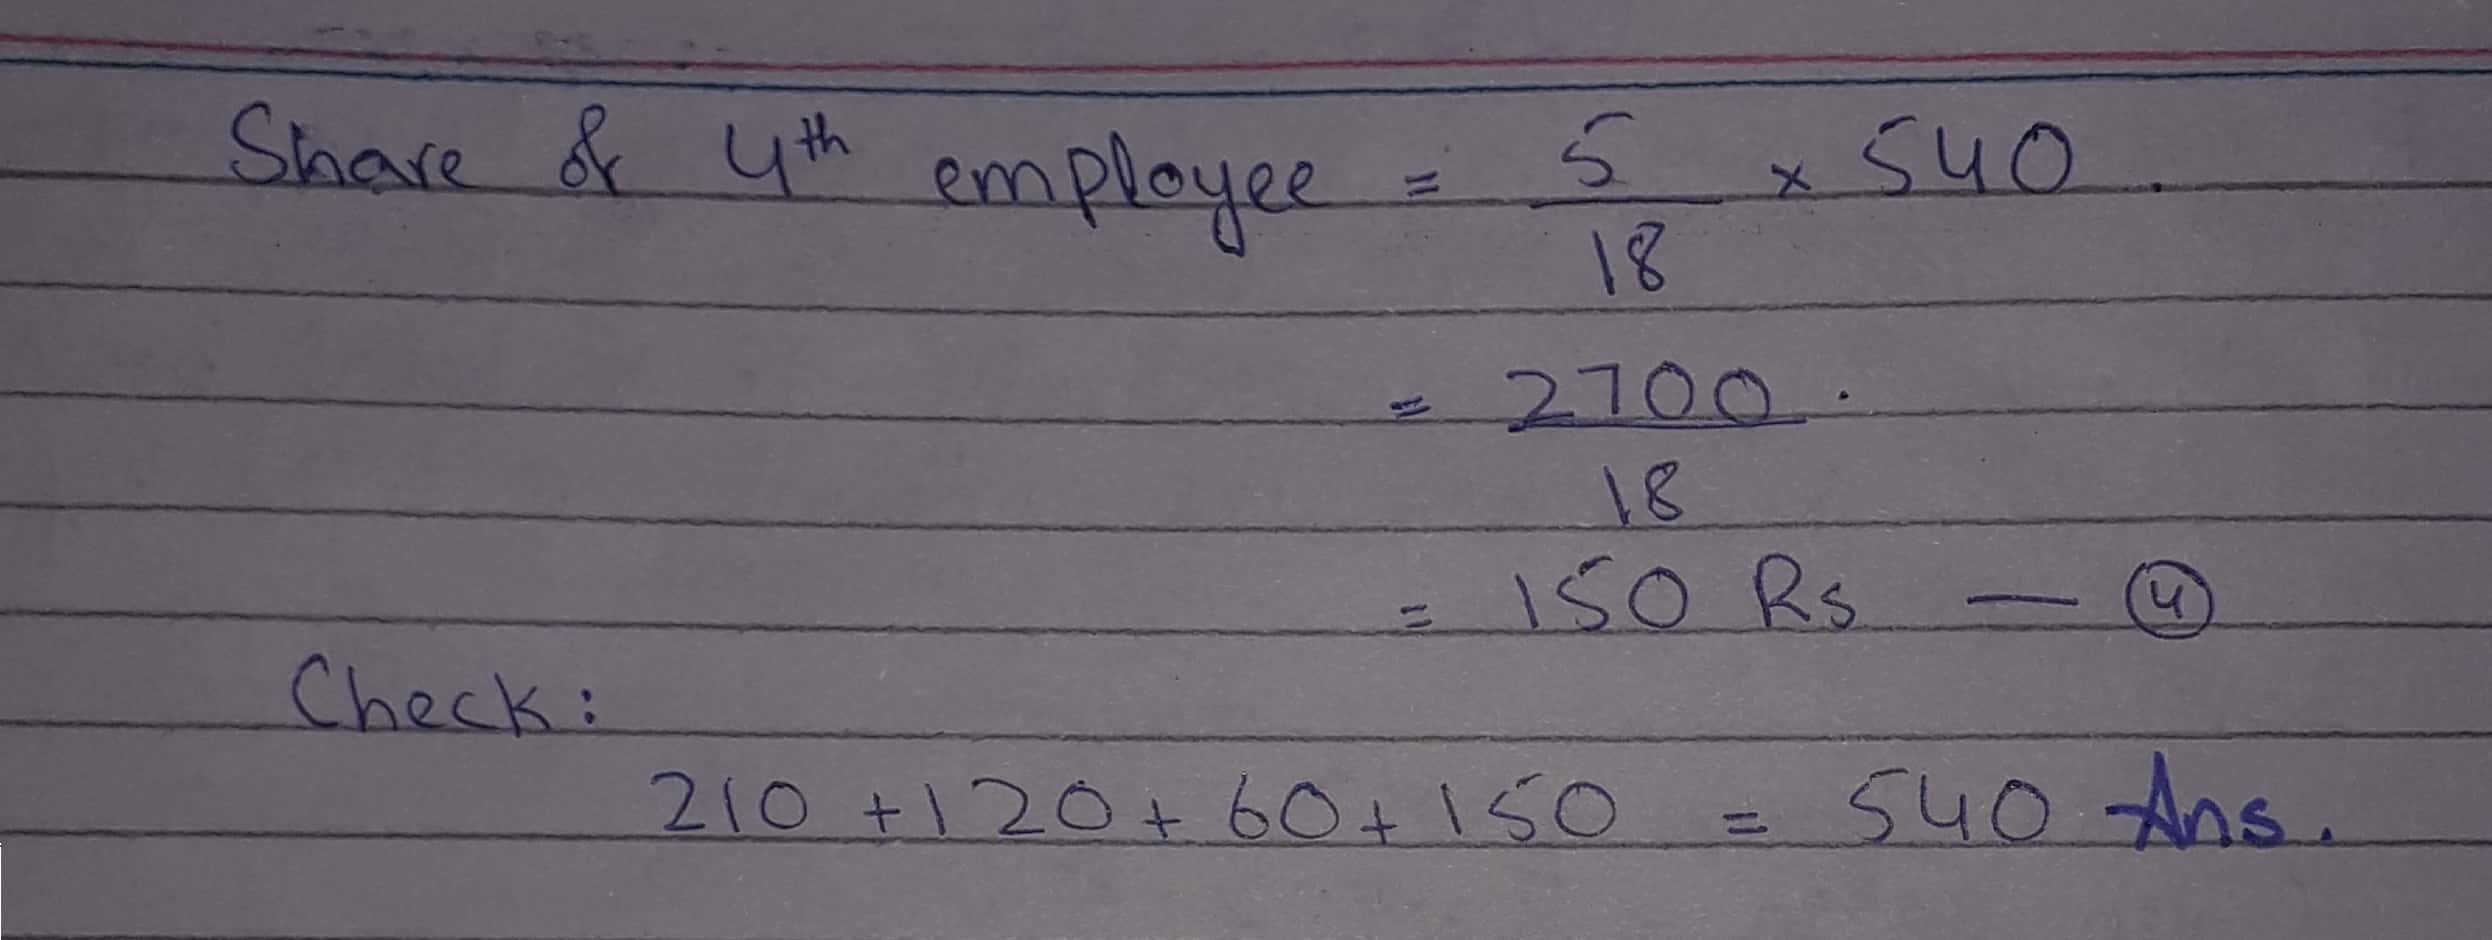 Share of 4th employee = 5/18 × 540.
= 2700/18.
= 150 Rs — ④
Check:
210 + 120 + 60 + 150 = 540 Ans.